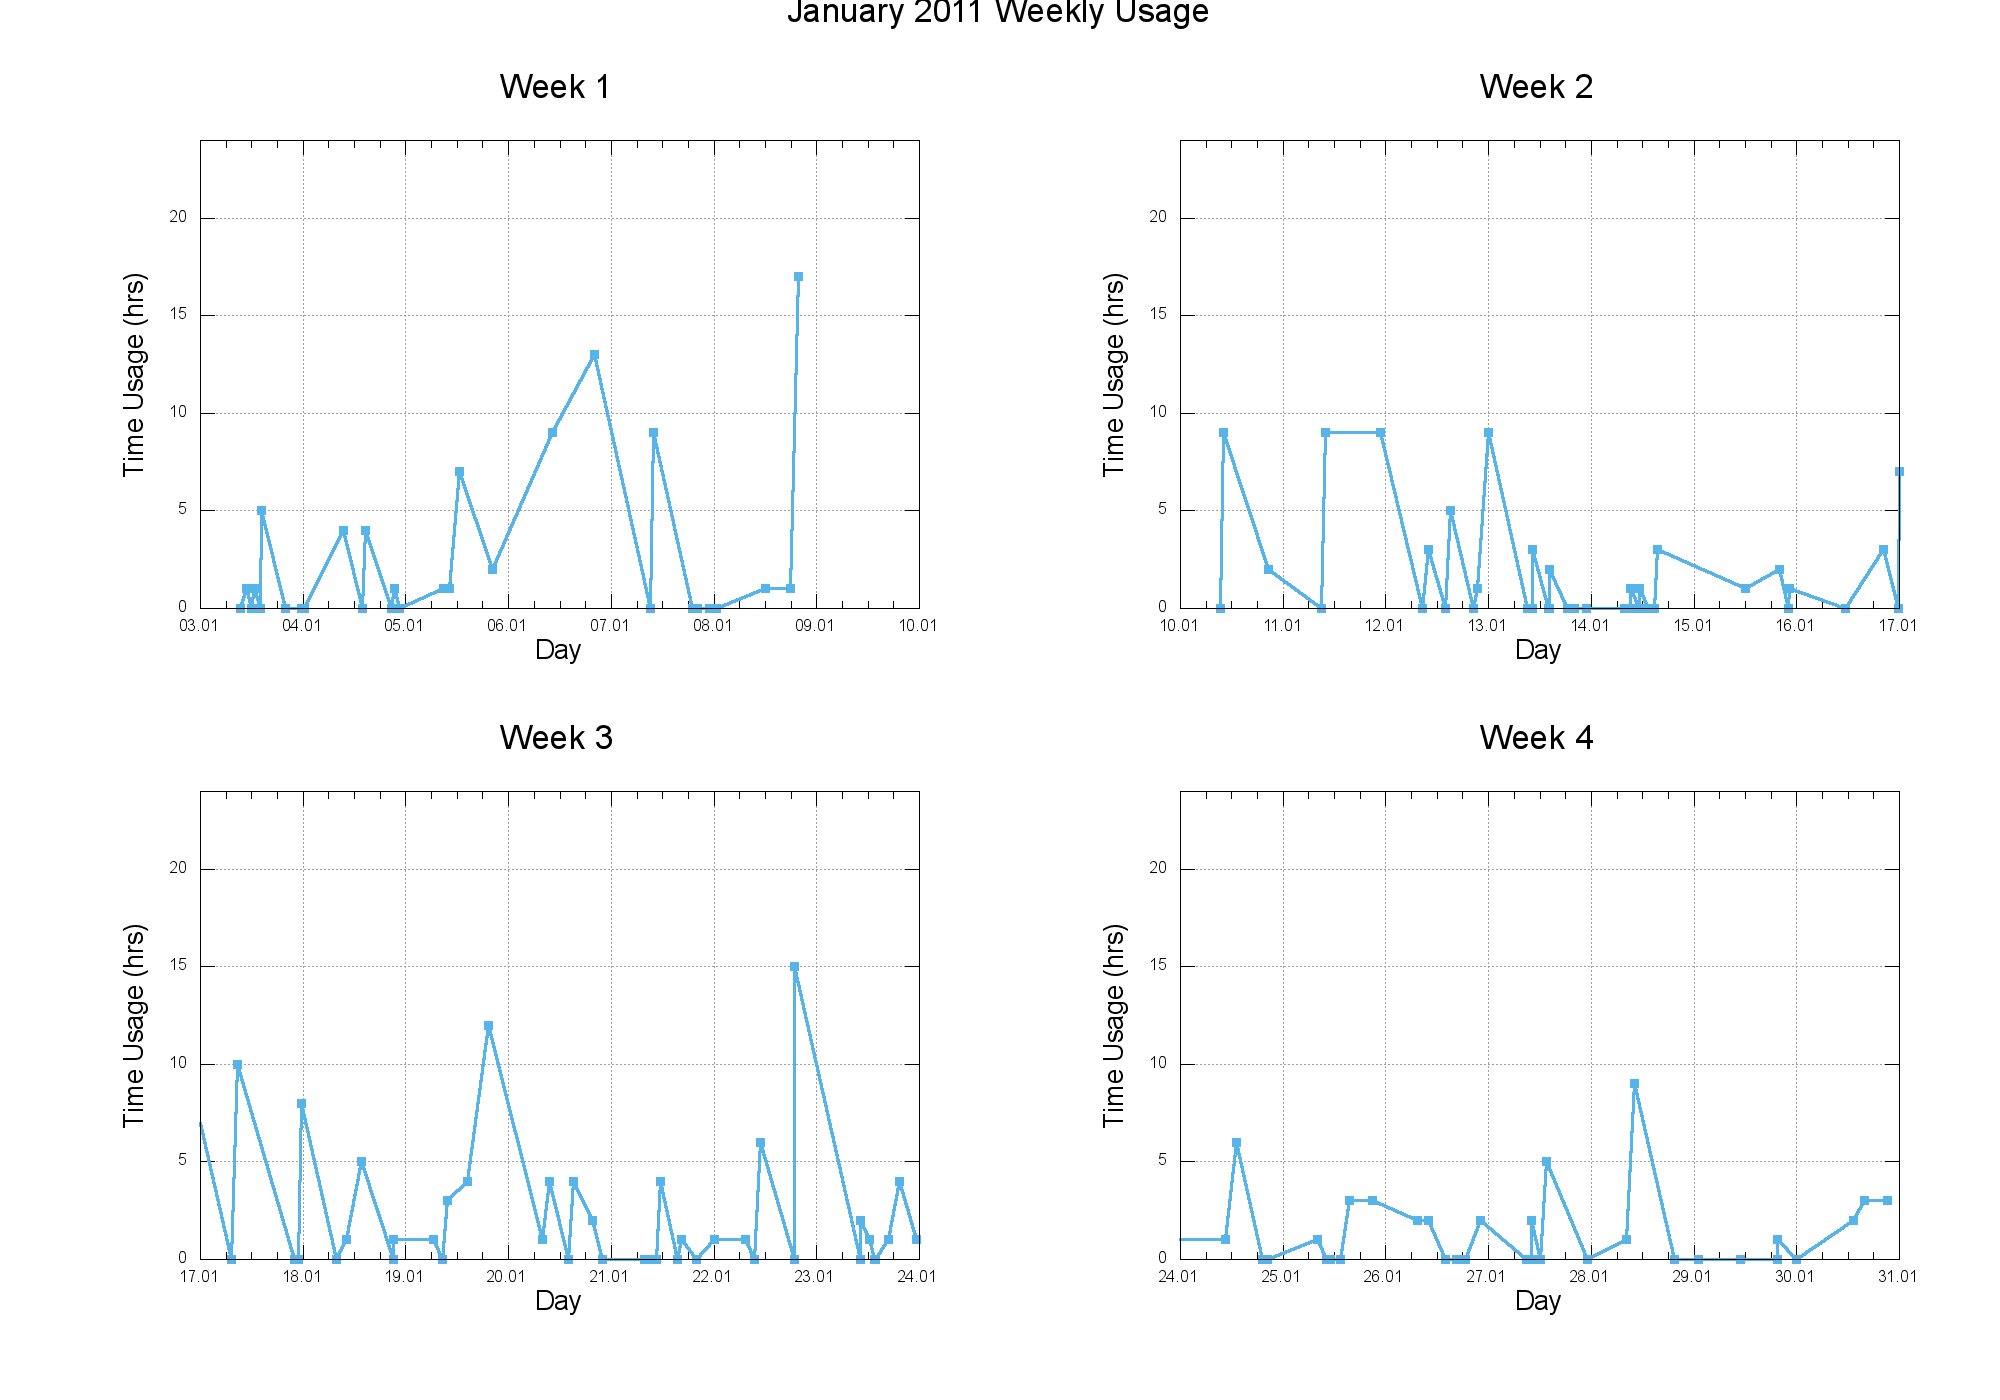 January 2011 Weekly Usage
Week 1
Week 2
Time Usage (hrs)
20
15
10
5
0
03.01 04.01 05.01 06.01 07.01 08.01 09.01 10.01
Day
Time Usage (hrs)
20
15
10
5
0
10.01 11.01 12.01 13.01 14.01 15.01 16.01 17.01
Day
Week 3
Week 4
Time Usage (hrs)
20
15
10
5
0
17.01 18.01 19.01 20.01 21.01 22.01 23.01 24.01
Day
Time Usage (hrs)
20
15
10
5
0
24.01 25.01 26.01 27.01 28.01 29.01 30.01 31.01
Day